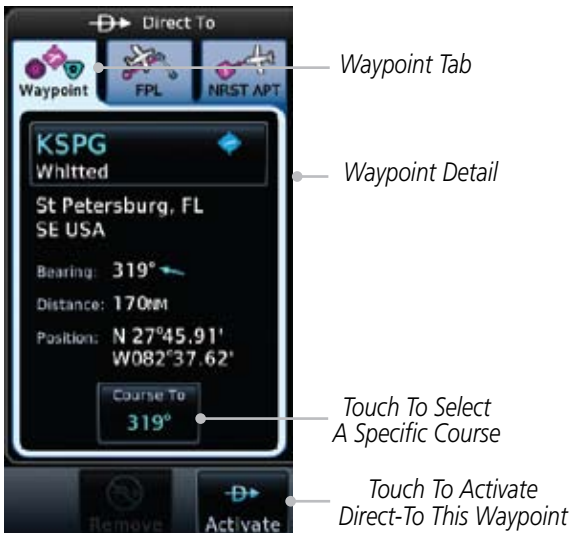 Direct To
Waypoint
FPL
NRST APT
Waypoint Tab
KSPG
Whitted
Waypoint Detail
St Petersburg, FL
SE USA
Bearing: 319°
Distance: 170NM
Position: N 27°45.91'
W082°37.62'
Course To
319°
Touch To Select
A Specific Course
Remove
Activate
Touch To Activate
Direct-To This Waypoint